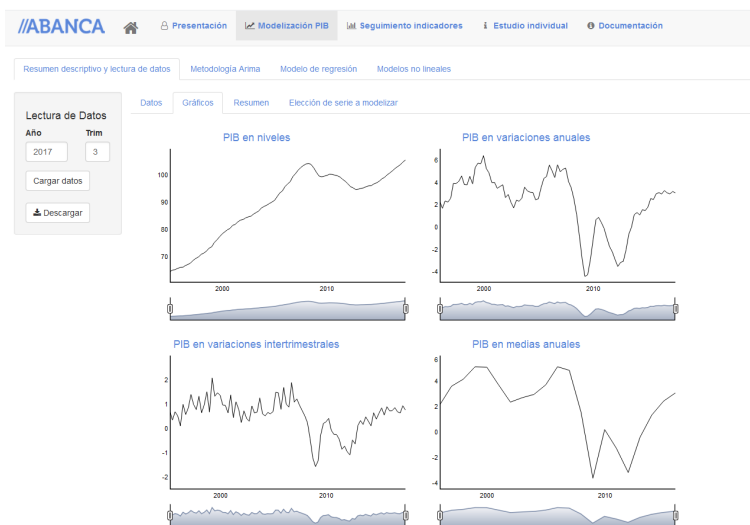 //ABANCA
Presentación
Modelización PIB
Seguimiento indicadores
Estudio individual
Documentación
Resumen descriptivo y lectura de datos
Metodología Arima
Modelo de regresión
Modelos no lineales
Lectura de Datos
Año Trim
2017 3
Cargar datos
Descargar
Datos
Gráficos
Resumen
Elección de serie a modelizar
PIB en niveles
100
90
80
70
2000 2010
PIB en variaciones anuales
6
4
2
0
-2
-4
2000 2010
PIB en variaciones intertrimestrales
2
1
0
-1
-2
2000 2010
PIB en medias anuales
6
4
2
0
-2
-4
2000 2010